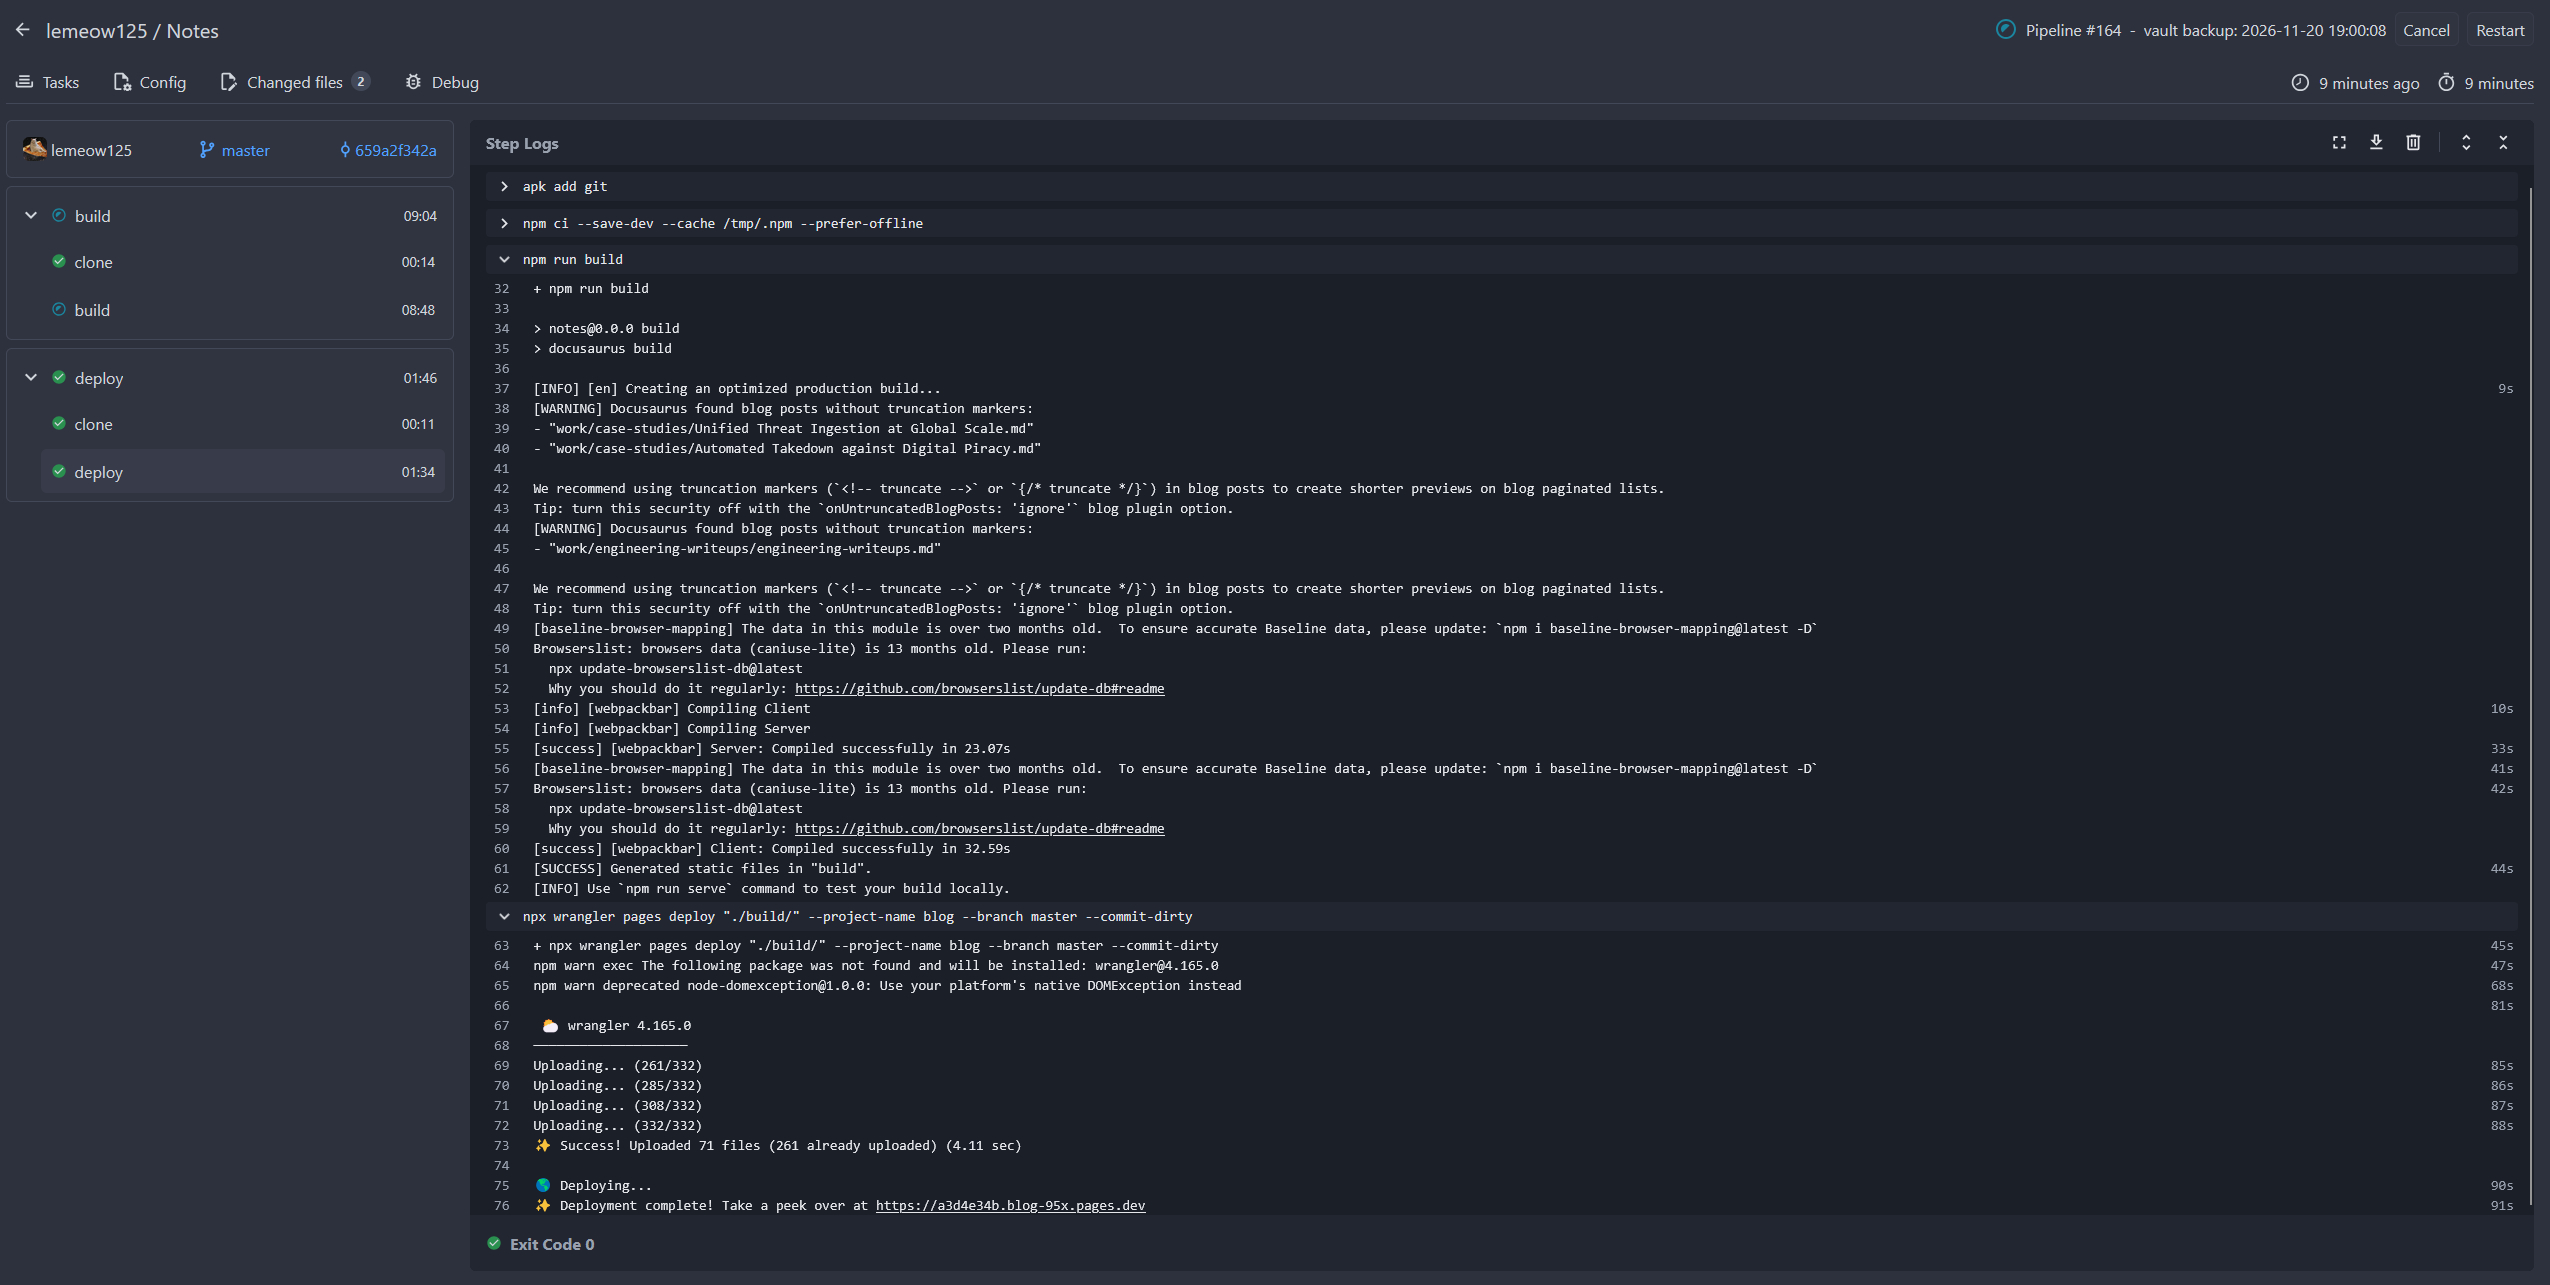 lemeow125 / Notes
Pipeline #164 - vault backup: 2026-11-20 19:00:08 Cancel Restart
Tasks Config Changed files 2 Debug
9 minutes ago 9 minutes
lemeow125 master 659a2f342a
build 09:04
clone 00:14
build 08:48
deploy 01:46
clone 00:11
deploy 01:34
Step Logs
apk add git
npm ci --save-dev --cache /tmp/.npm --prefer-offline
npm run build
32 + npm run build
33
34 > notes@0.0.0 build
35 > docusaurus build
36
37 [INFO] [en] Creating an optimized production build... 9s
38 [WARNING] Docusaurus found blog posts without truncation markers:
39 - "work/case-studies/Unified Threat Ingestion at Global Scale.md"
40 - "work/case-studies/Automated Takedown against Digital Piracy.md"
41
42 We recommend using truncation markers (`<!-- truncate -->` or `{/* truncate */}`) in blog posts to create shorter previews on blog paginated lists.
43 Tip: turn this security off with the `onUntruncatedBlogPosts: 'ignore'` blog plugin option.
44 [WARNING] Docusaurus found blog posts without truncation markers:
45 - "work/engineering-writeups/engineering-writeups.md"
46
47 We recommend using truncation markers (`<!-- truncate -->` or `{/* truncate */}`) in blog posts to create shorter previews on blog paginated lists.
48 Tip: turn this security off with the `onUntruncatedBlogPosts: 'ignore'` blog plugin option.
49 [baseline-browser-mapping] The data in this module is over two months old.  To ensure accurate Baseline data, please update: `npm i baseline-browser-mapping@latest -D`
50 Browserslist: browsers data (caniuse-lite) is 13 months old. Please run:
51 npx update-browserslist-db@latest
52 Why you should do it regularly: https://github.com/browserslist/update-db#readme
53 [info] [webpackbar] Compiling Client 10s
54 [info] [webpackbar] Compiling Server
55 [success] [webpackbar] Server: Compiled successfully in 23.07s 33s
56 [baseline-browser-mapping] The data in this module is over two months old.  To ensure accurate Baseline data, please update: `npm i baseline-browser-mapping@latest -D` 41s
57 Browserslist: browsers data (caniuse-lite) is 13 months old. Please run: 42s
58 npx update-browserslist-db@latest
59 Why you should do it regularly: https://github.com/browserslist/update-db#readme
60 [success] [webpackbar] Client: Compiled successfully in 32.59s
61 [SUCCESS] Generated static files in "build". 44s
62 [INFO] Use `npm run serve` command to test your build locally.
npx wrangler pages deploy "./build/" --project-name blog --branch master --commit-dirty
63 + npx wrangler pages deploy "./build/" --project-name blog --branch master --commit-dirty 45s
64 npm warn exec The following package was not found and will be installed: wrangler@4.165.0 47s
65 npm warn deprecated node-domexception@1.0.0: Use your platform's native DOMException instead 68s
66 81s
67 ⛅ wrangler 4.165.0
68 ────────────────────
69 Uploading... (261/332) 85s
70 Uploading... (285/332) 86s
71 Uploading... (308/332) 87s
72 Uploading... (332/332) 88s
73 ✨ Success! Uploaded 71 files (261 already uploaded) (4.11 sec)
74
75 🌎 Deploying... 90s
76 ✨ Deployment complete! Take a peek over at https://a3d4e34b.blog-95x.pages.dev 91s
Exit Code 0